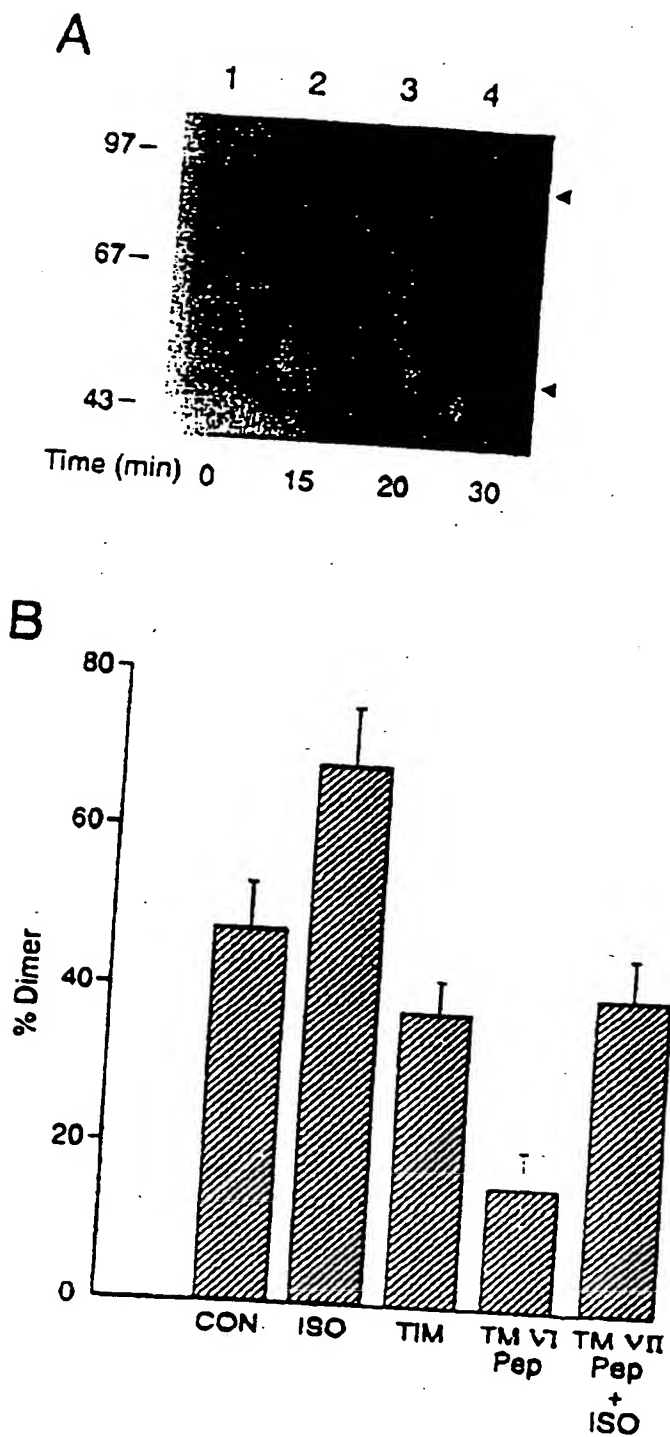 A
1 2 3 4
97–
67–
43–
Time (min) 0 15 20 30
B
80
60
40
20
0
% Dimer
CON. ISO TIM TM VI TM VII
Pep Pep
+
ISO